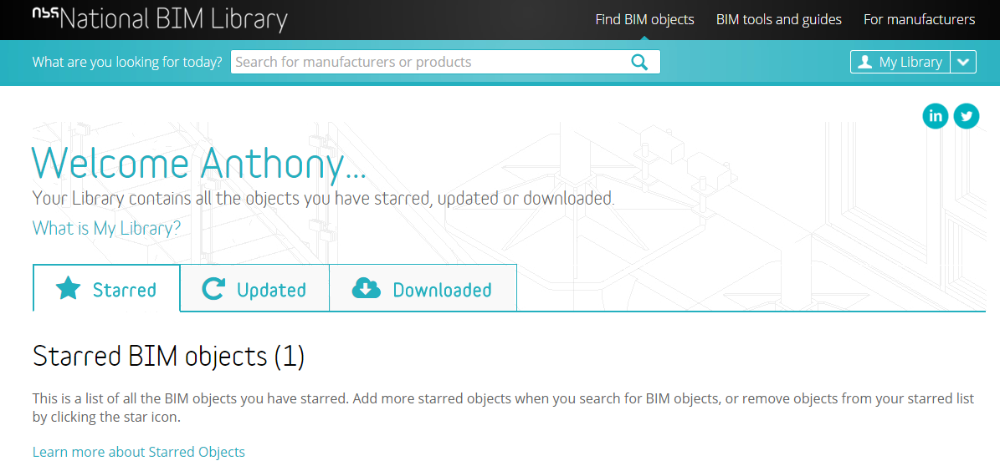 nbs National BIM Library
Find BIM objects
BIM tools and guides
For manufacturers
What are you looking for today?
Search for manufacturers or products
My Library
in
Welcome Anthony...
Your Library contains all the objects you have starred, updated or downloaded.
What is My Library?
Starred
Updated
Downloaded
Starred BIM objects (1)
This is a list of all the BIM objects you have starred. Add more starred objects when you search for BIM objects, or remove objects from your starred list
by clicking the star icon.
Learn more about Starred Objects